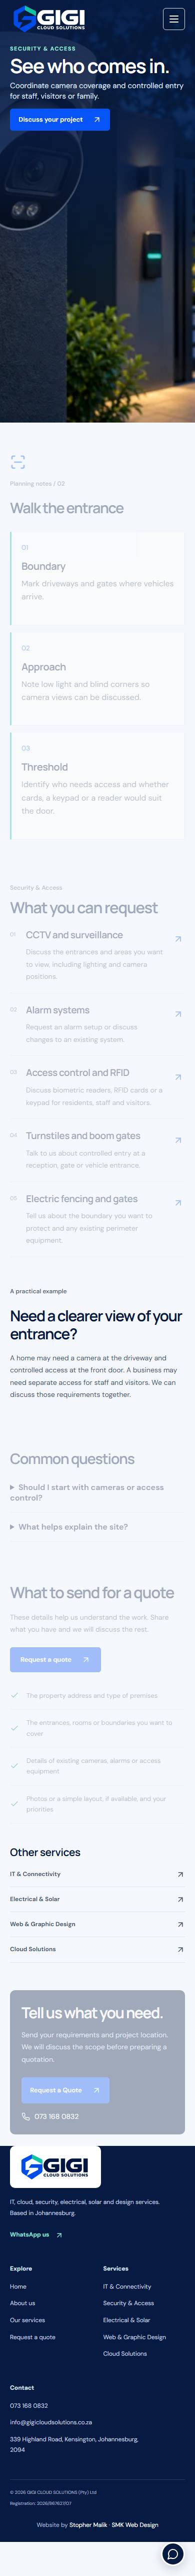 GIGI
CLOUD SOLUTIONS
SECURITY & ACCESS
See who comes in.
Coordinate camera coverage and controlled entry
for staff, visitors or family.
Discuss your project
Planning notes / 02
Walk the entrance
01
Boundary
Mark driveways and gates where vehicles
arrive.
02
Approach
Note low light and blind corners so
camera views can be discussed.
03
Threshold
Identify who needs access and whether
cards, a keypad or a reader would suit
the door.
Security & Access
What you can request
01
CCTV and surveillance
Discuss the entrances and areas you want
to view, including lighting and camera
positions.
02
Alarm systems
Request an alarm setup or discuss
changes to an existing system.
03
Access control and RFID
Discuss biometric readers, RFID cards or a
keypad for residents, staff and visitors.
04
Turnstiles and boom gates
Talk to us about controlled entry at a
reception, gate or vehicle entrance.
05
Electric fencing and gates
Tell us about the boundary you want to
protect and any existing perimeter
equipment.
A practical example
Need a clearer view of your
entrance?
A home may need a camera at the driveway and
controlled access at the front door. A business may
need separate access for staff and visitors. We can
discuss those requirements together.
Common questions
Should I start with cameras or access
control?
What helps explain the site?
What to send for a quote
These details help us understand the work. Share
what you have and we will discuss the rest.
Request a quote
The property address and type of premises
The entrances, rooms or boundaries you want to
cover
Details of existing cameras, alarms or access
equipment
Photos or a simple layout, if available, and your
priorities
Other services
IT & Connectivity
Electrical & Solar
Web & Graphic Design
Cloud Solutions
Tell us what you need.
Send your requirements and project location.
We will discuss the scope before preparing a
quotation.
Request a Quote
073 168 0832
GIGI
CLOUD SOLUTIONS
IT, cloud, security, electrical, solar and design services.
Based in Johannesburg.
WhatsApp us
Explore
Home
About us
Our services
Request a quote
Services
IT & Connectivity
Security & Access
Electrical & Solar
Web & Graphic Design
Cloud Solutions
Contact
073 168 0832
info@gigicloudsolutions.co.za
339 Highland Road, Kensington, Johannesburg,
2094
© 2026 GIGI CLOUD SOLUTIONS (Pty) Ltd
Registration: 2026/667627/07
Website by Stopher Malik · SMK Web Design